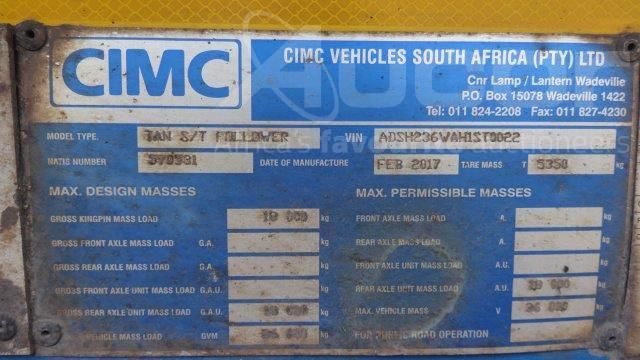 CIMC
CIMC VEHICLES SOUTH AFRICA (PTY) LTD
Cnr Lamp / Lantern Wadeville
P.O. Box 15078 Wadeville 1422
Tel: 011 824-2208 Fax: 011 827-4230
MODEL TYPE. TAN S/T FOLLOWER VIN
NATIS NUMBER DATE OF MANUFACTURE FEB 2017 TARE MASS T 5350 kg
MAX. DESIGN MASSES
MAX. PERMISSIBLE MASSES
GROSS KINGPIN MASS LOAD 18 000 kg
FRONT AXLE MASS LOAD A. kg
GROSS FRONT AXLE MASS LOAD G.A. kg
REAR AXLE MASS LOAD A. kg
GROSS REAR AXLE MASS LOAD G.A. kg
FRONT AXLE UNIT MASS LOAD A.U. kg
GROSS FRONT AXLE UNIT MASS LOAD G.A.U. kg
REAR AXLE UNIT MASS LOAD A.U. 18 000 kg
GROSS REAR AXLE UNIT MASS LOAD G.A.U. kg
MAX. VEHICLE MASS V kg
VEHICLE MASS LOAD GVM kg
FOR PUBLIC ROAD OPERATION